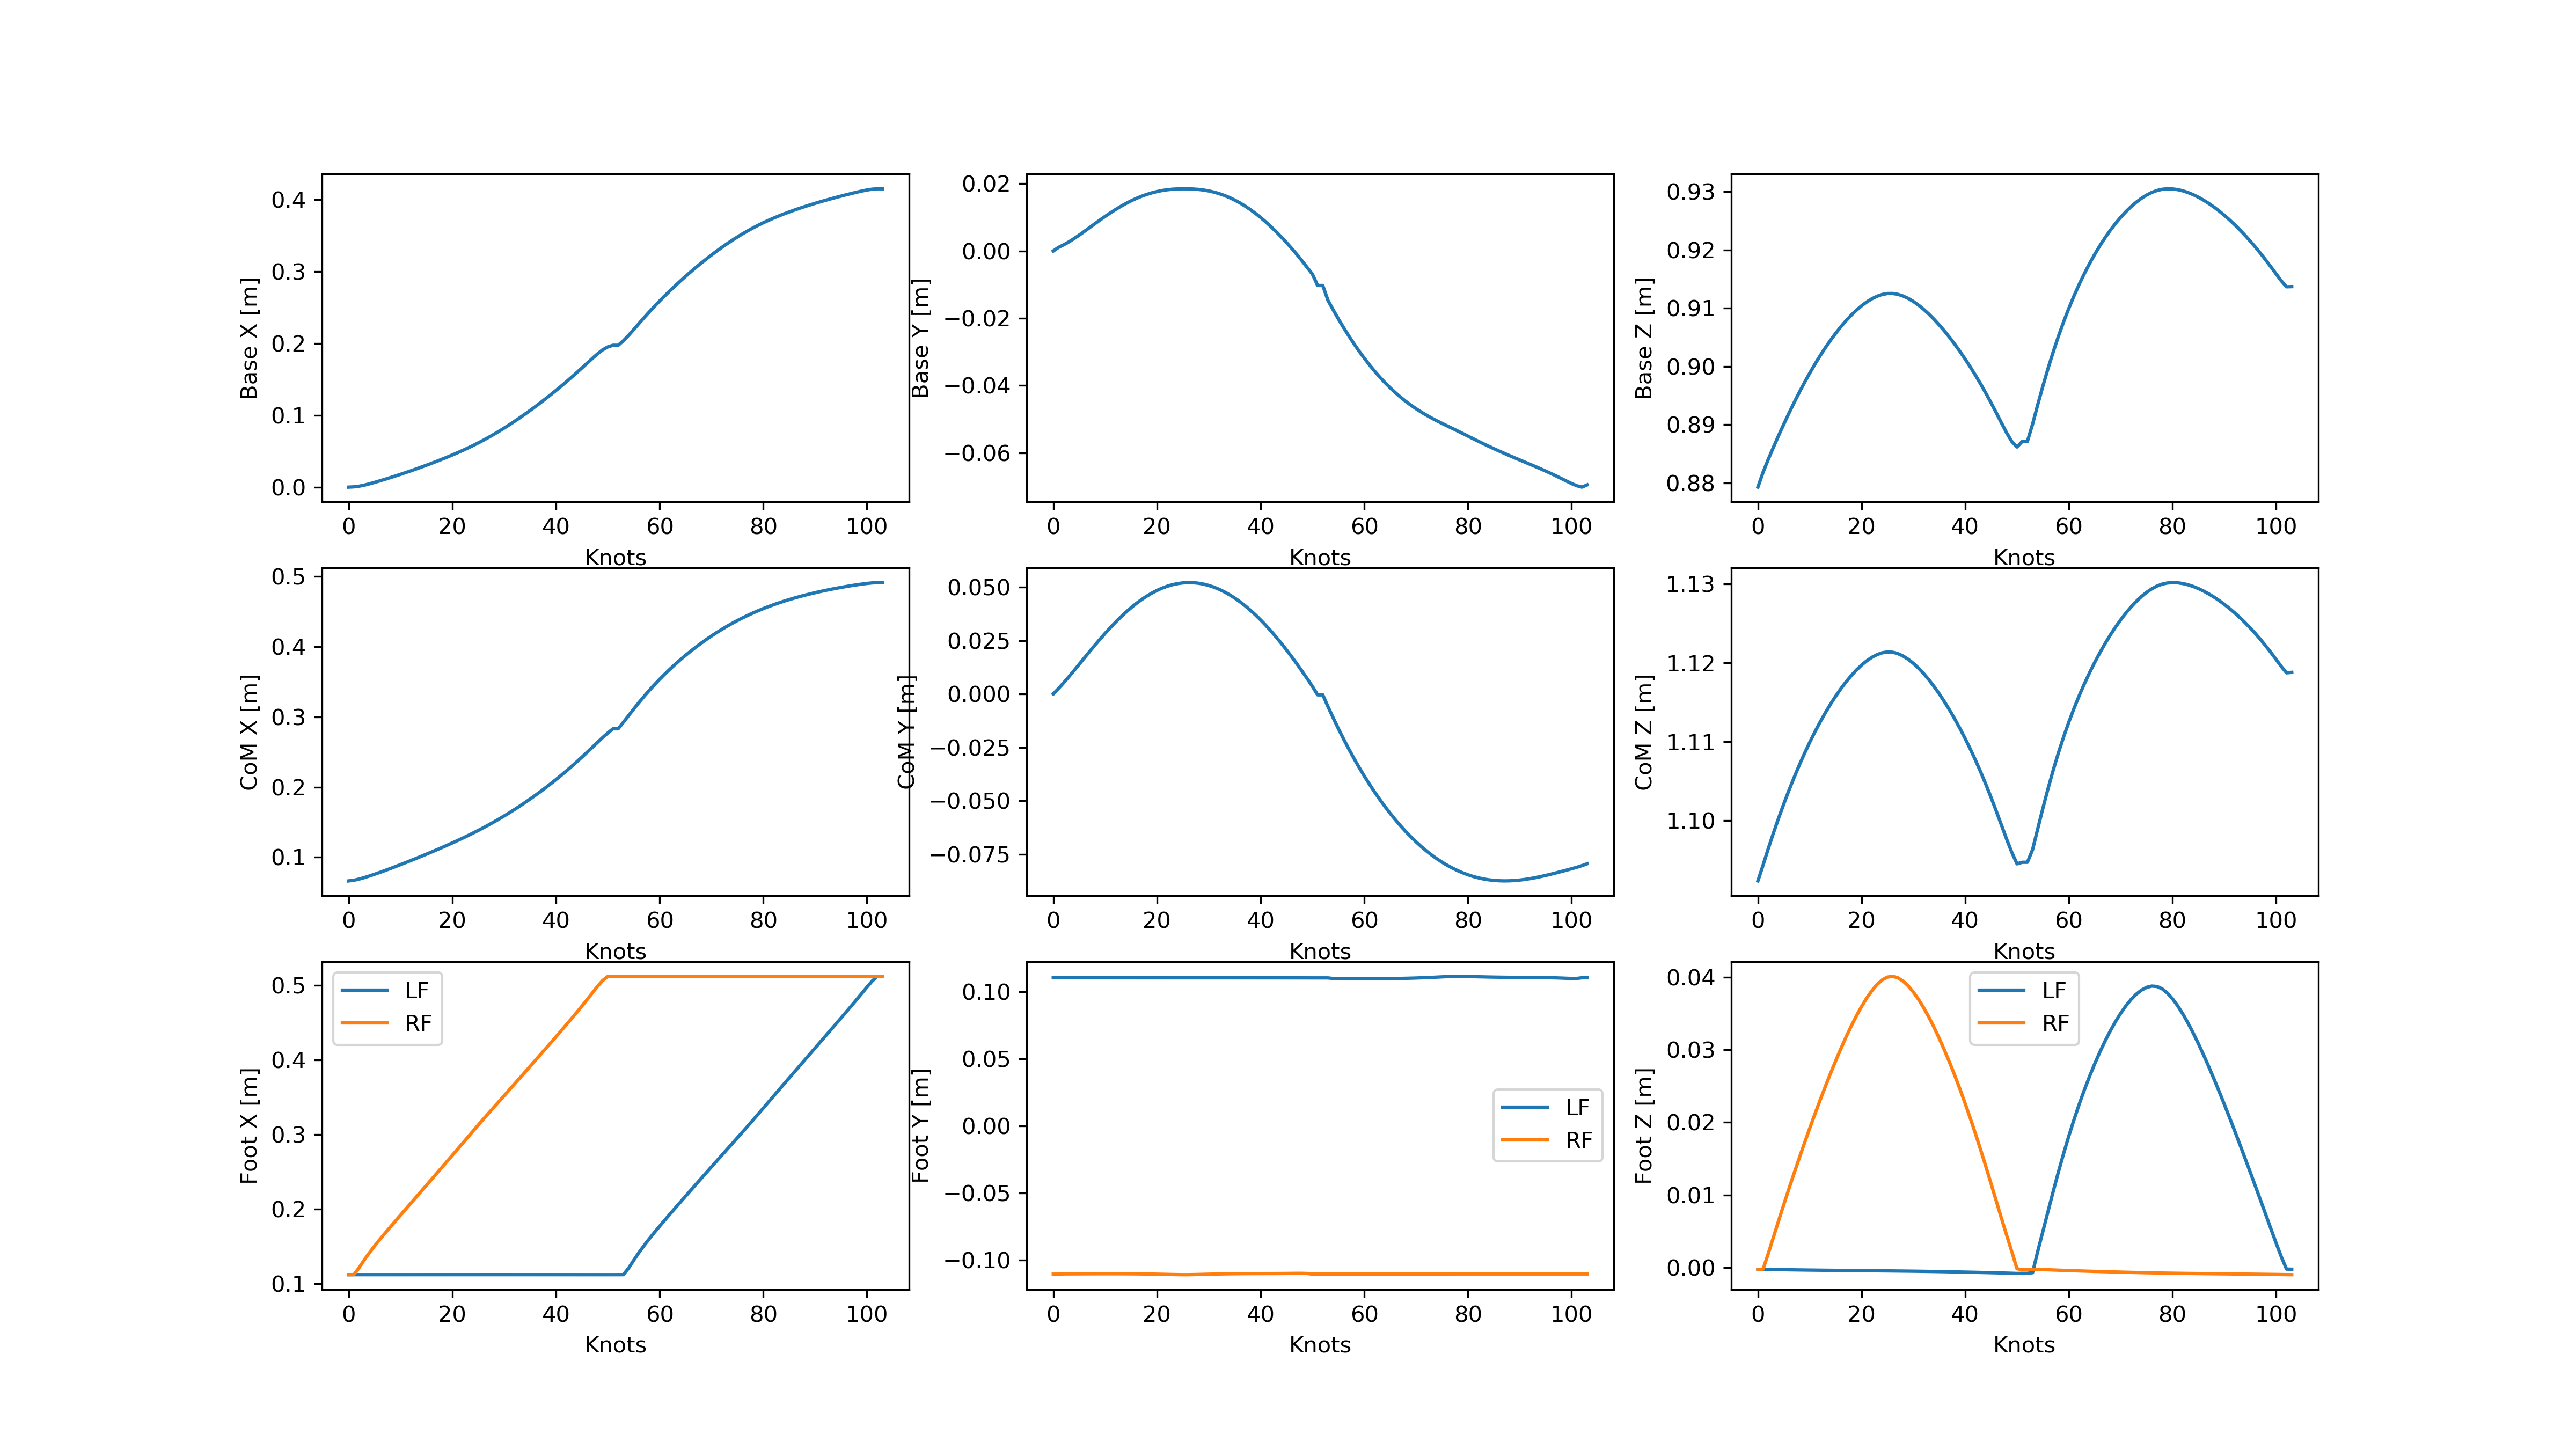 Base X [m]
0.4
0.3
0.2
0.1
0.0
0 20 40 60 80 100
Knots
Base Y [m]
0.02
0.00
−0.02
−0.04
−0.06
0 20 40 60 80 100
Knots
Base Z [m]
0.93
0.92
0.91
0.90
0.89
0.88
0 20 40 60 80 100
Knots
CoM X [m]
0.5
0.4
0.3
0.2
0.1
0 20 40 60 80 100
Knots
CoM Y [m]
0.050
0.025
0.000
−0.025
−0.050
−0.075
0 20 40 60 80 100
Knots
CoM Z [m]
1.13
1.12
1.11
1.10
0 20 40 60 80 100
Knots
Foot X [m]
0.5
0.4
0.3
0.2
0.1
LF
RF
0 20 40 60 80 100
Knots
Foot Y [m]
0.10
0.05
0.00
−0.05
−0.10
LF
RF
0 20 40 60 80 100
Knots
Foot Z [m]
0.04
0.03
0.02
0.01
0.00
LF
RF
0 20 40 60 80 100
Knots